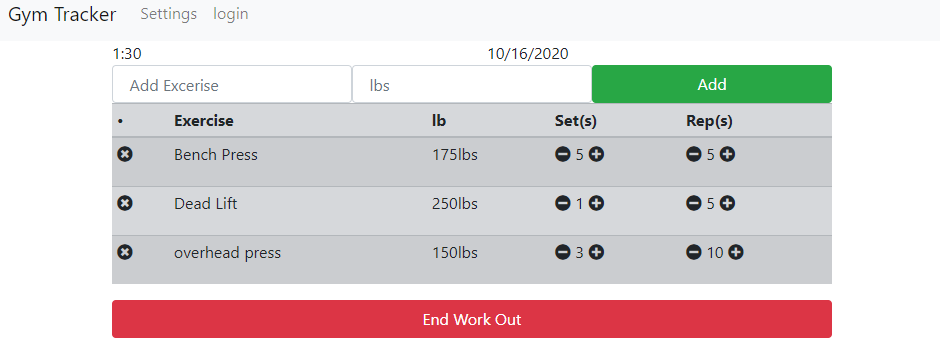 Gym Tracker Settings login
1:30 10/16/2020
Add Excerise lbs Add
• Exercise lb Set(s) Rep(s)
Bench Press 175lbs 5 5
Dead Lift 250lbs 1 5
overhead press 150lbs 3 10
End Work Out